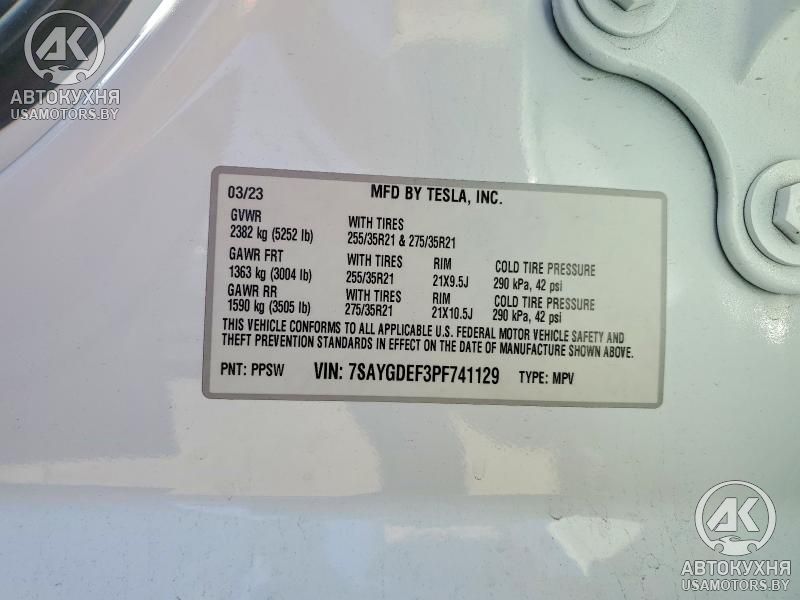 AK
АВТОКУХНЯ
USAMOTORS.BY
03/23 MFD BY TESLA, INC.
GVWR WITH TIRES
2382 kg (5252 lb) 255/35R21 & 275/35R21
GAWR FRT WITH TIRES RIM COLD TIRE PRESSURE
1363 kg (3004 lb) 255/35R21 21X9.5J 290 kPa, 42 psi
GAWR RR WITH TIRES RIM COLD TIRE PRESSURE
1590 kg (3505 lb) 275/35R21 21X10.5J 290 kPa, 42 psi
THIS VEHICLE CONFORMS TO ALL APPLICABLE U.S. FEDERAL MOTOR VEHICLE SAFETY AND
THEFT PREVENTION STANDARDS IN EFFECT ON THE DATE OF MANUFACTURE SHOWN ABOVE.
PNT: PPSW VIN: 7SAYGDEF3PF741129 TYPE: MPV
AK
АВТОКУХНЯ
USAMOTORS.BY